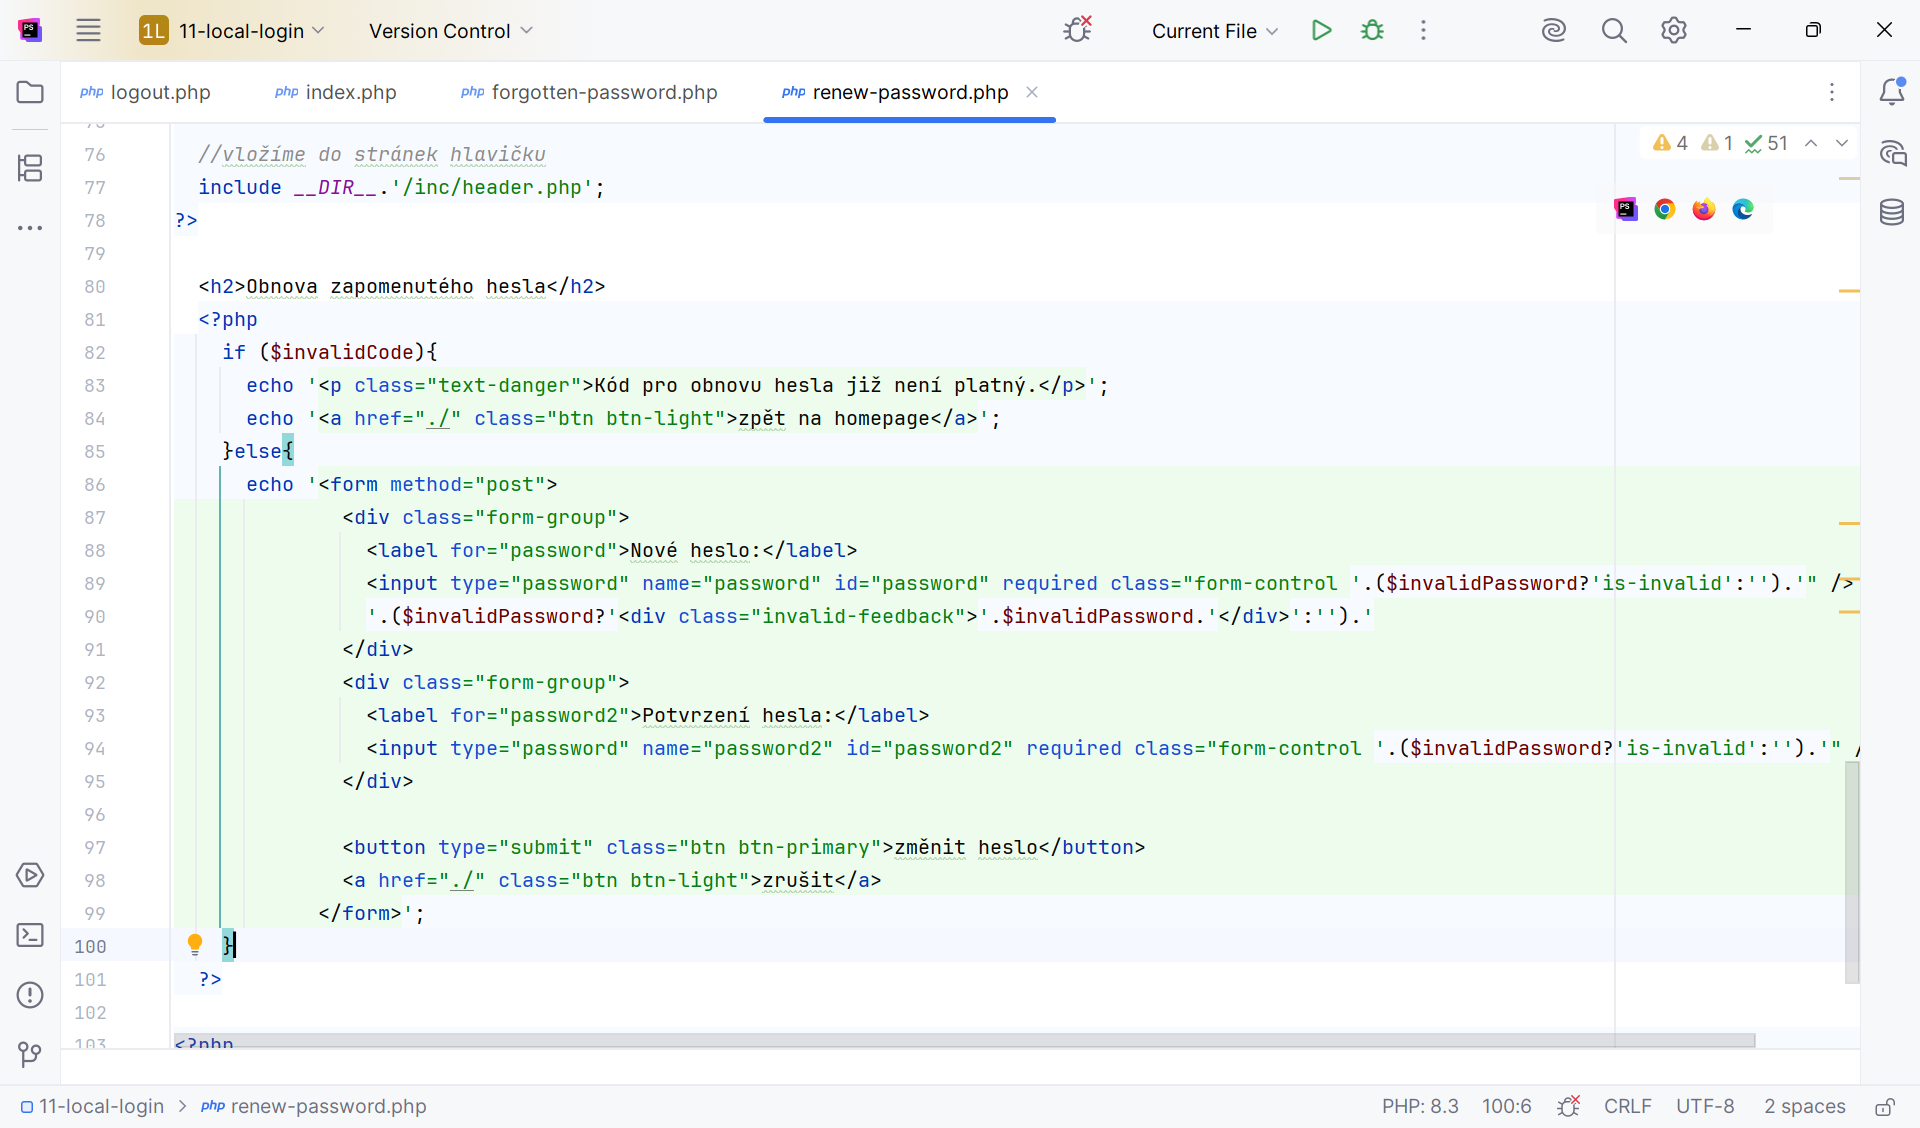 1L 11-local-login Version Control Current File
php logout.php php index.php php forgotten-password.php php renew-password.php
4 1 51
76 //vložíme do stránek hlavičku
77 include __DIR__.'/inc/header.php';
78 ?>
79
80 <h2>Obnova zapomenutého hesla</h2>
81 <?php
82 if ($invalidCode){
83 echo '<p class="text-danger">Kód pro obnovu hesla již není platný.</p>';
84 echo '<a href="./" class="btn btn-light">zpět na homepage</a>';
85 }else{
86 echo '<form method="post">
87 <div class="form-group">
88 <label for="password">Nové heslo:</label>
89 <input type="password" name="password" id="password" required class="form-control '.($invalidPassword?'is-invalid':'').'" />
90 '.($invalidPassword?'<div class="invalid-feedback">'.$invalidPassword.'</div>':'').'
91 </div>
92 <div class="form-group">
93 <label for="password2">Potvrzení hesla:</label>
94 <input type="password" name="password2" id="password2" required class="form-control '.($invalidPassword?'is-invalid':'').'" /
95 </div>
96
97 <button type="submit" class="btn btn-primary">změnit heslo</button>
98 <a href="./" class="btn btn-light">zrušit</a>
99 </form>';
100 }
101 ?>
102
103 <?php
11-local-login > php renew-password.php PHP: 8.3 100:6 CRLF UTF-8 2 spaces